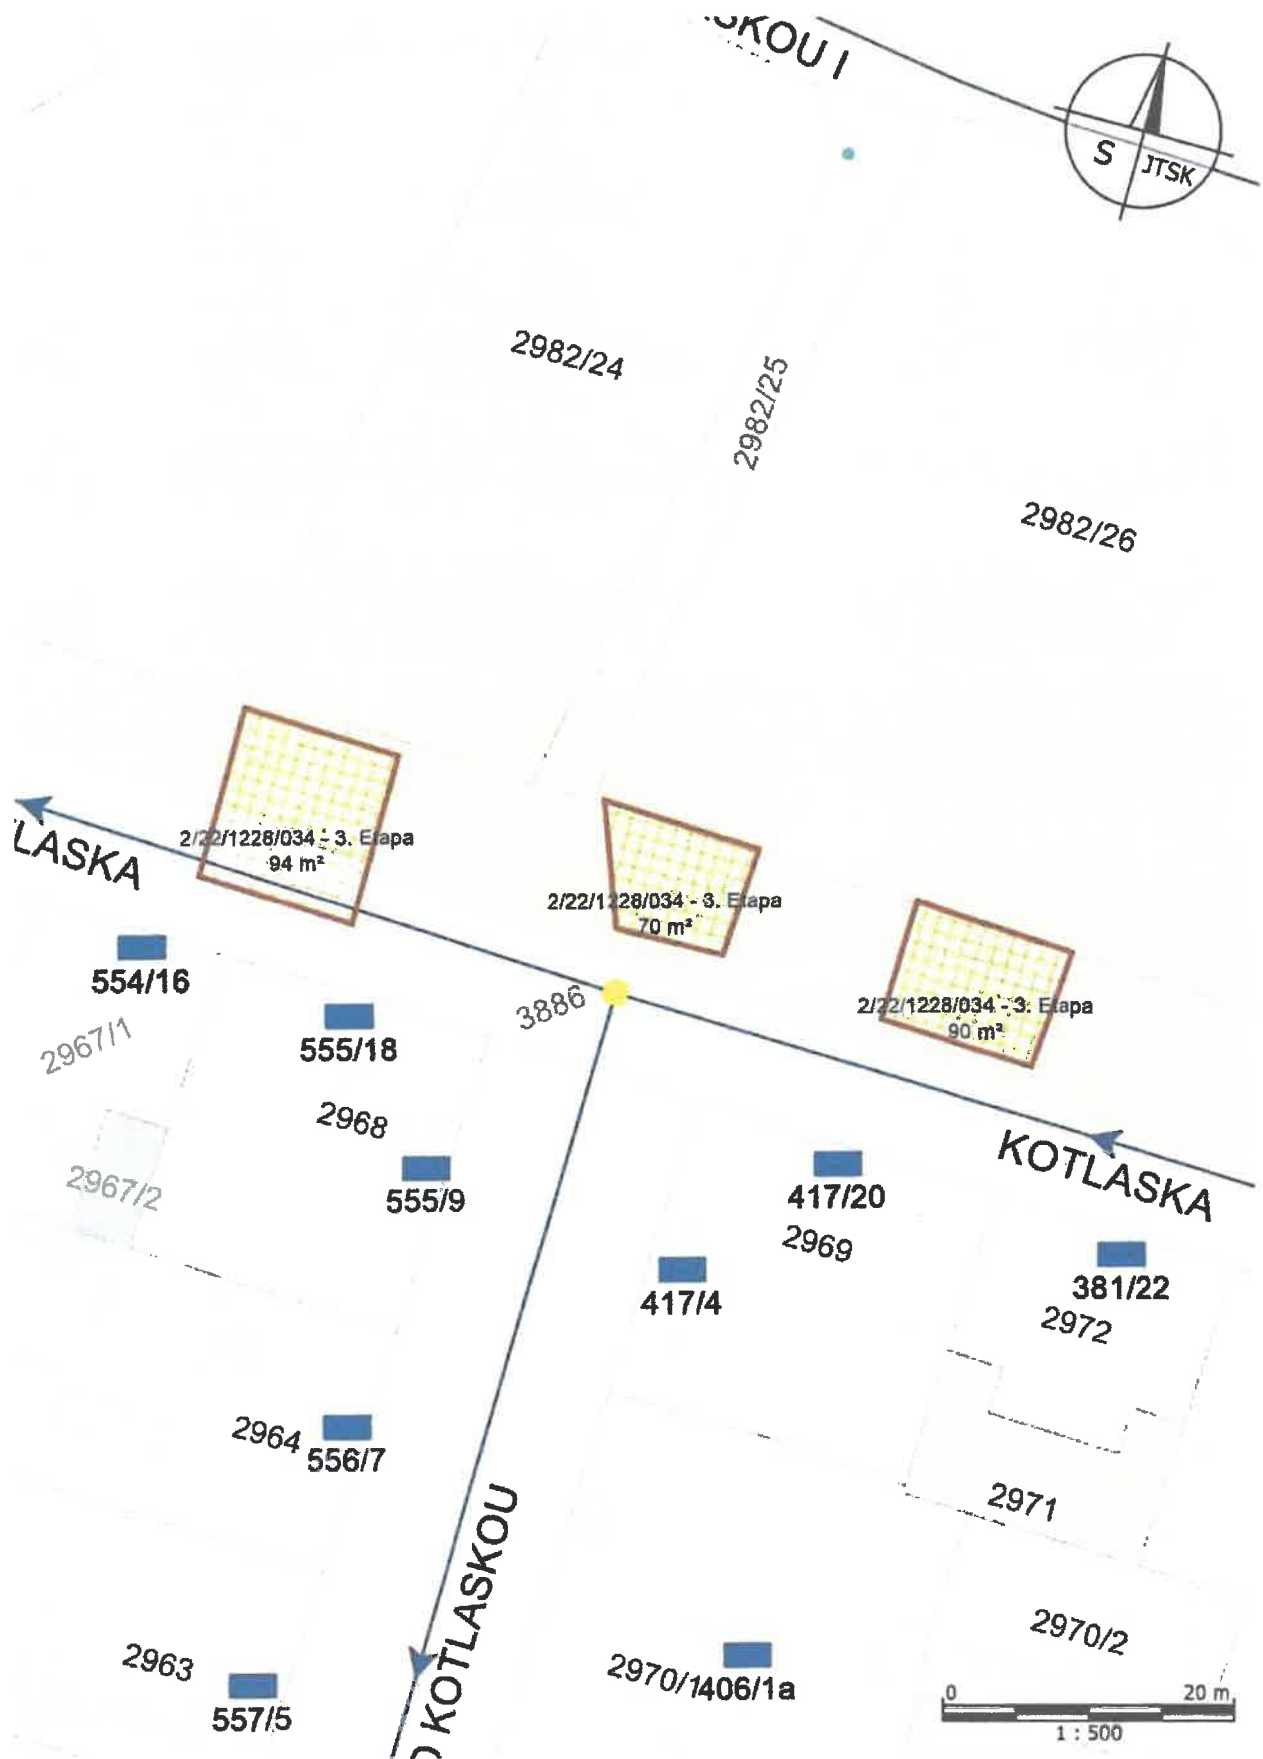 SKOU I
S JTSK
2982/24
2982/25
2982/26
2/22/1228/034 - 3. Etapa
94 m²
LASKA
2/22/1228/034 - 3. Etapa
70 m²
2/22/1228/034 - 3. Etapa
90 m²
554/16
3886
555/18
2967/1
2968
KOTLASKA
2967/2
555/9
417/20
2969
417/4
381/22
2972
2964
556/7
2971
KOTLASKOU
2970/2
2963
2970/1
406/1a
557/5
0 20 m
1 : 500